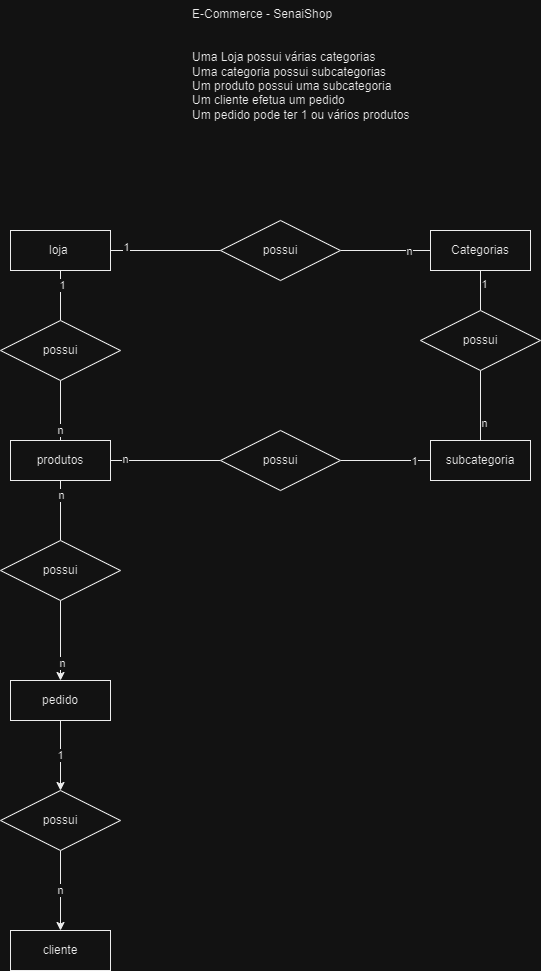 E-Commerce - SenaiShop
Uma Loja possui várias categorias
Uma categoria possui subcategorias
Um produto possui uma subcategoria
Um cliente efetua um pedido
Um pedido pode ter 1 ou vários produtos
loja
1
possui
n
Categorias
1
1
possui
possui
n
n
produtos
n
possui
1
subcategoria
n
possui
n
pedido
1
possui
n
cliente